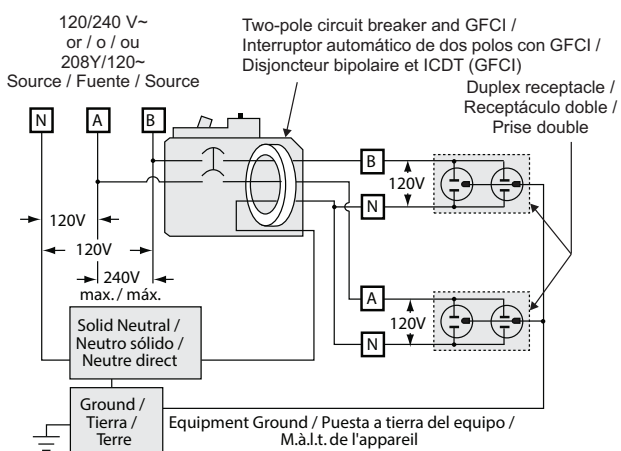 120/240 V~
or / o / ou
208Y/120~
Source / Fuente / Source
Two-pole circuit breaker and GFCI /
Interruptor automático de dos polos con GFCI /
Disjoncteur bipolaire et ICDT (GFCI)
Duplex receptacle /
Receptáculo doble /
Prise double
N
A
B
B
120V
N
120V
120V
240V
max. / máx.
A
120V
N
Solid Neutral /
Neutro sólido /
Neutre direct
Ground /
Tierra /
Terre
Equipment Ground / Puesta a tierra del equipo /
M.à.l.t. de l'appareil